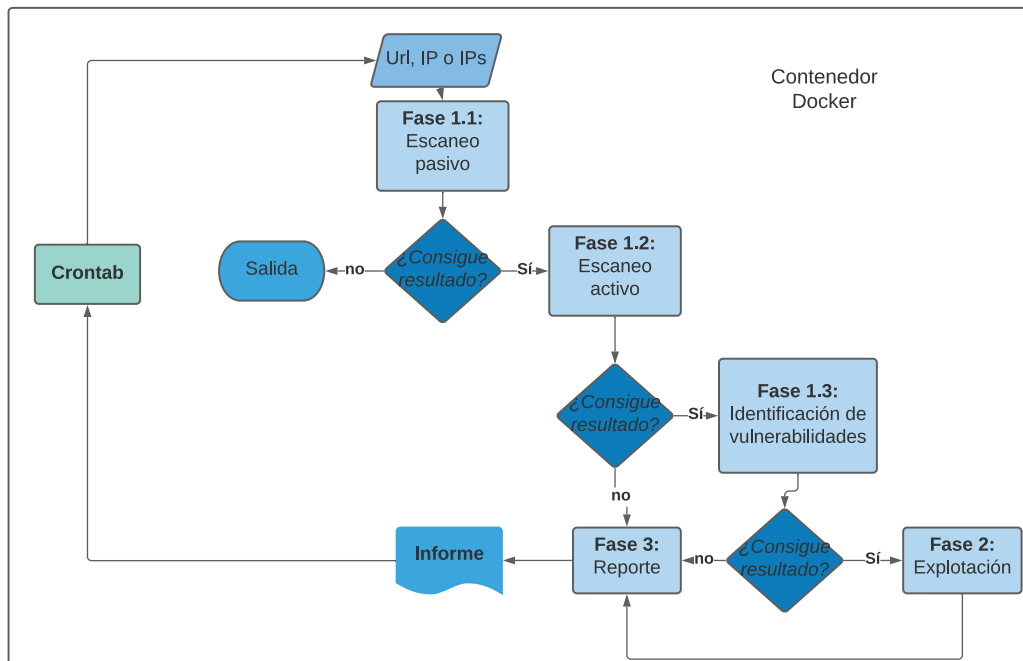 Url, IP o IPs
Contenedor
Docker
Fase 1.1:
Escaneo
pasivo
Crontab
Salida
no
¿Consigue
resultado?
Sí
Fase 1.2:
Escaneo
activo
¿Consigue
resultado?
Sí
Fase 1.3:
Identificación de
vulnerabilidades
no
Informe
Fase 3:
Reporte
no
¿Consigue
resultado?
Sí
Fase 2:
Explotación